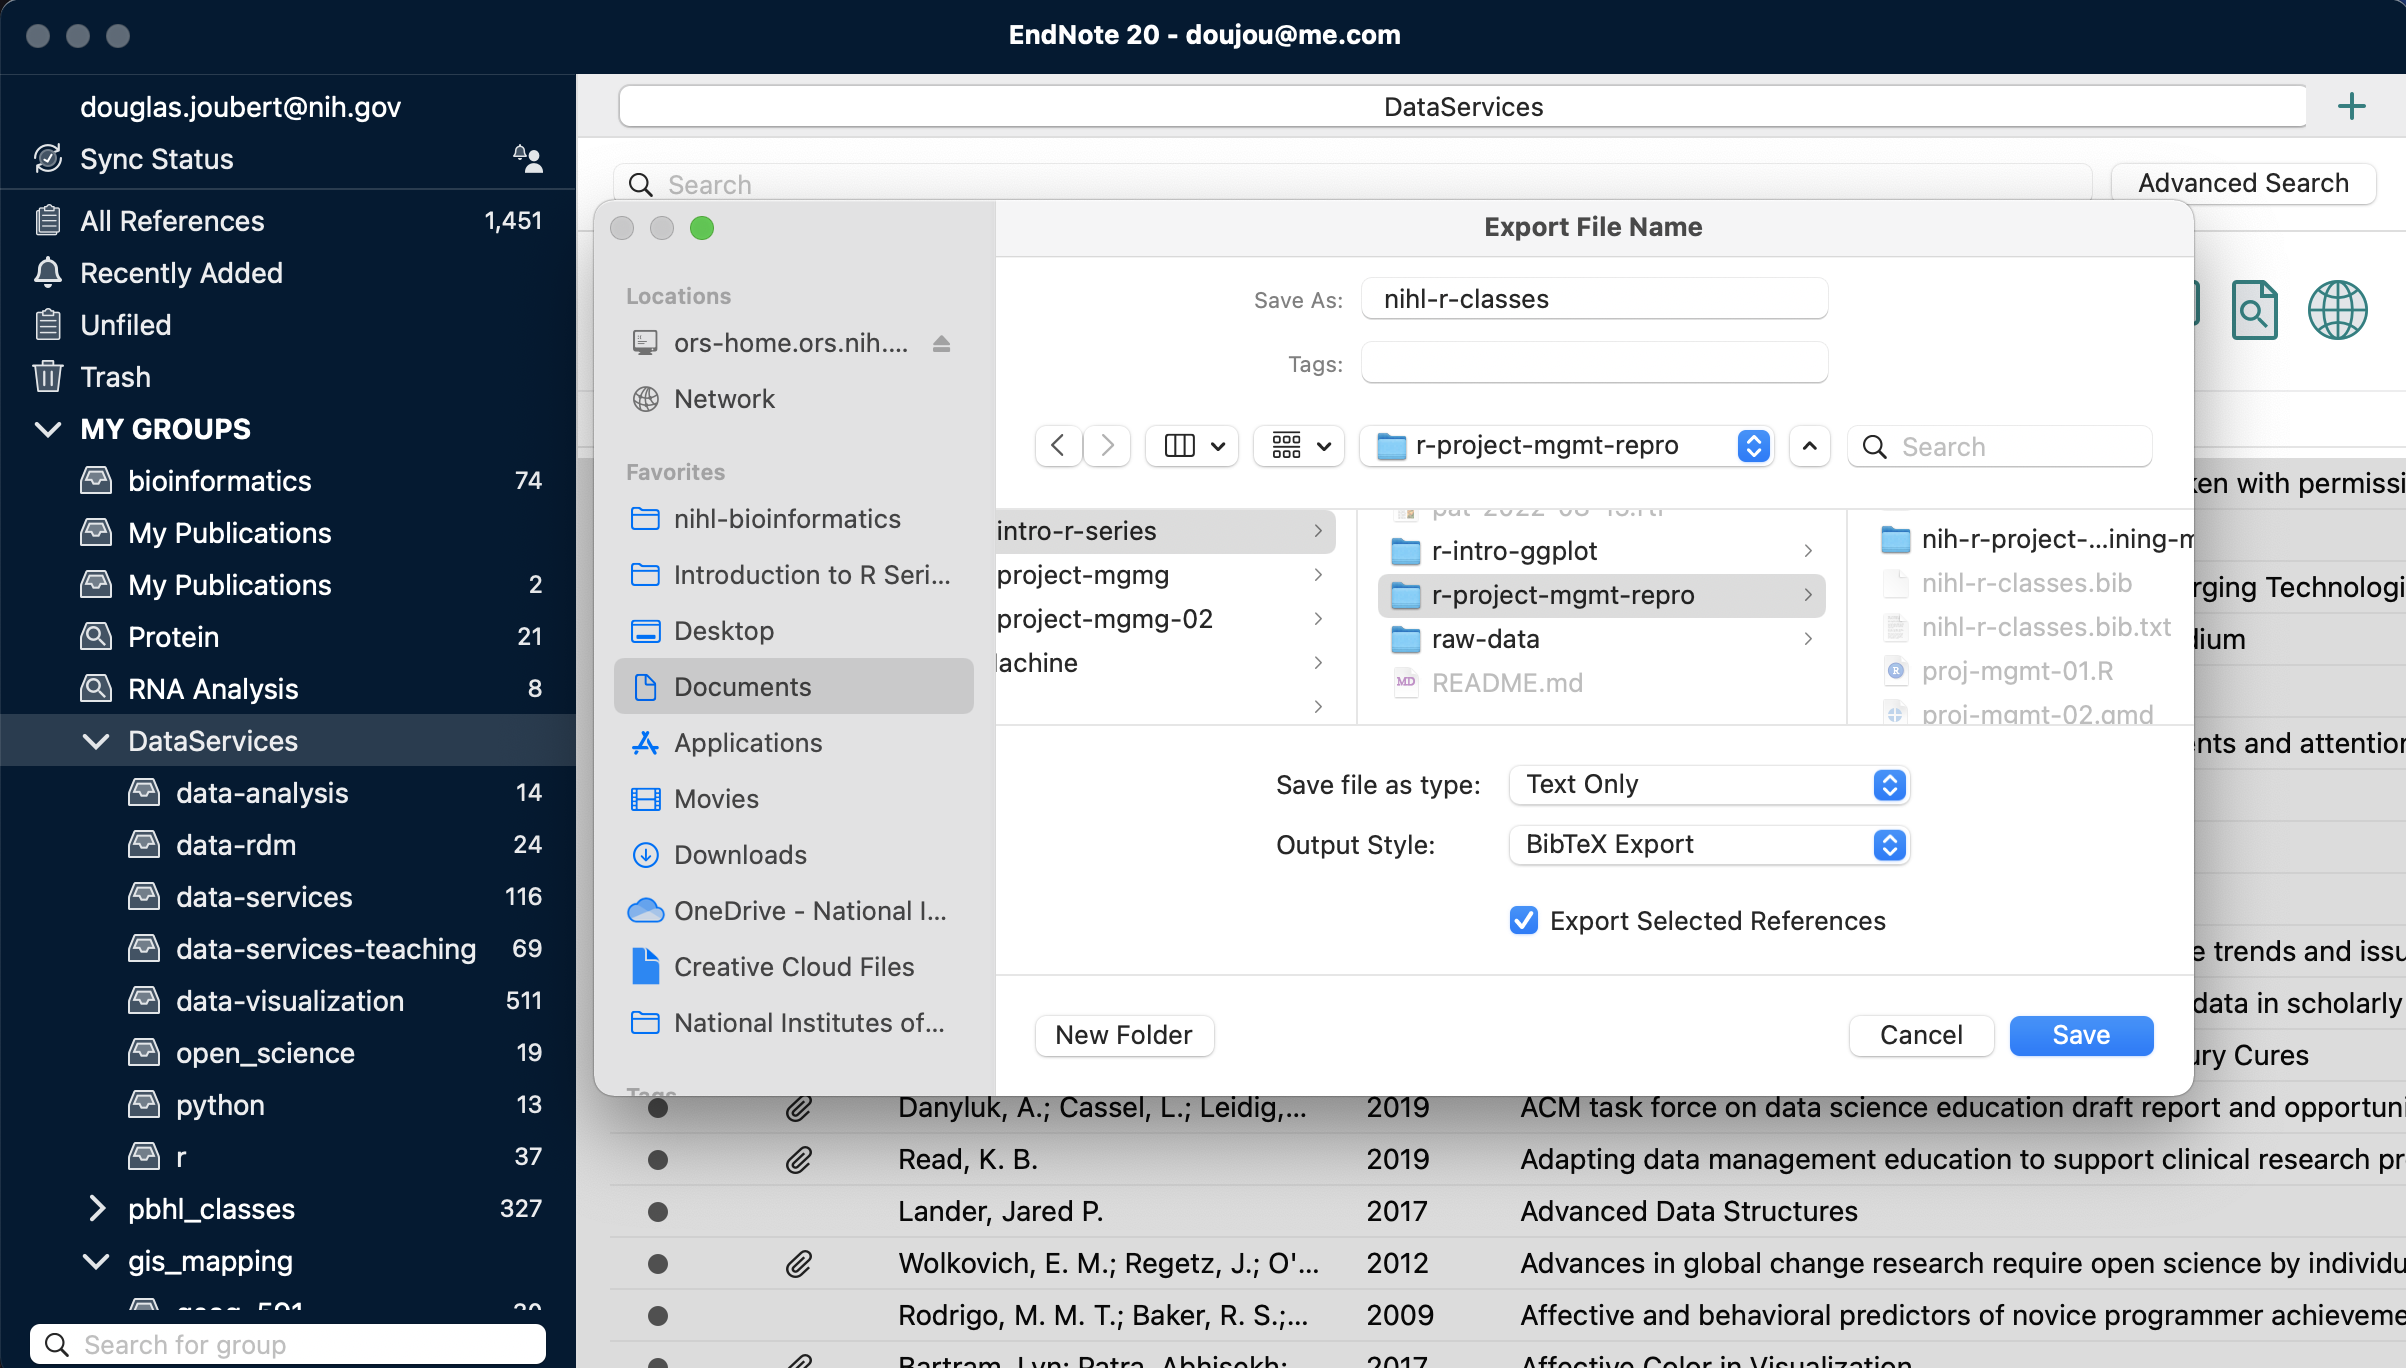 EndNote 20 - doujou@me.com
douglas.joubert@nih.gov
Sync Status
All References 1,451
Recently Added
Unfiled
Trash
MY GROUPS
bioinformatics 74
My Publications
My Publications 2
Protein 21
RNA Analysis 8
DataServices
data-analysis 14
data-rdm 24
data-services 116
data-services-teaching 69
data-visualization 511
open_science 19
python 13
r 37
pbhl_classes 327
gis_mapping
Search for group
DataServices
Search
Advanced Search
Export File Name
Locations
ors-home.ors.nih....
Network
Favorites
nihl-bioinformatics
Introduction to R Seri...
Desktop
Documents
Applications
Movies
Downloads
OneDrive - National I...
Creative Cloud Files
National Institutes of...
Tags
Save As: nihl-r-classes
Tags:
r-project-mgmt-repro
Search
intro-r-series
project-mgmg
project-mgmg-02
lachine
r-intro-ggplot
r-project-mgmt-repro
raw-data
MD README.md
nih-r-project-...ining-m
nihl-r-classes.bib
nihl-r-classes.bib.txt
R proj-mgmt-01.R
proj-mgmt-02.qmd
Save file as type: Text Only
Output Style: BibTeX Export
Export Selected References
New Folder
Cancel
Save
ken with permissi
rging Technologi
dium
nts and attention
e trends and issu
data in scholarly
ury Cures
Danyluk, A.; Cassel, L.; Leidig,... 2019 ACM task force on data science education draft report and opportuni
Read, K. B. 2019 Adapting data management education to support clinical research pr
Lander, Jared P. 2017 Advanced Data Structures
Wolkovich, E. M.; Regetz, J.; O'... 2012 Advances in global change research require open science by individu
Rodrigo, M. M. T.; Baker, R. S.;... 2009 Affective and behavioral predictors of novice programmer achieveme
Bartram, Lyn; Patra, Abhisekh; 2017 Affective Color in Visualization